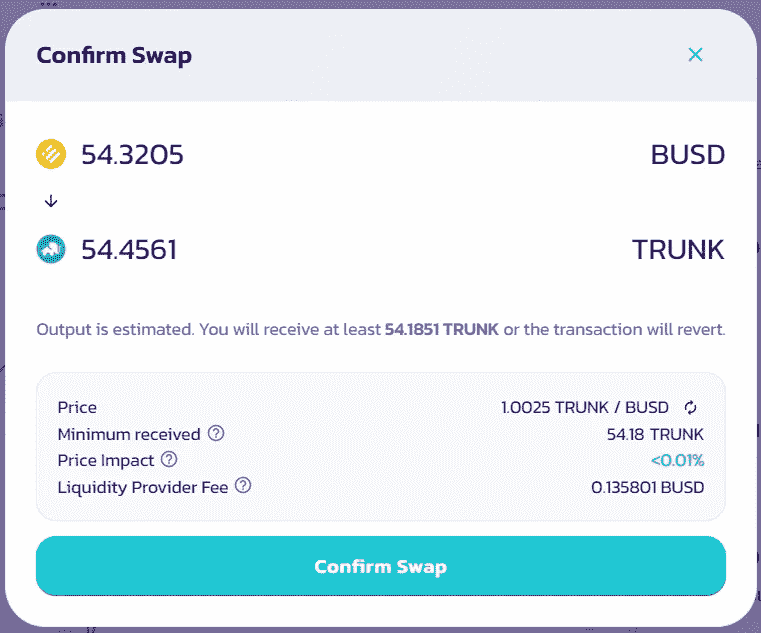 Confirm Swap
54.3205 BUSD
54.4561 TRUNK
Output is estimated. You will receive at least 54.1851 TRUNK or the transaction will revert.
Price 1.0025 TRUNK / BUSD
Minimum received 54.18 TRUNK
Price Impact <0.01%
Liquidity Provider Fee 0.135801 BUSD
Confirm Swap